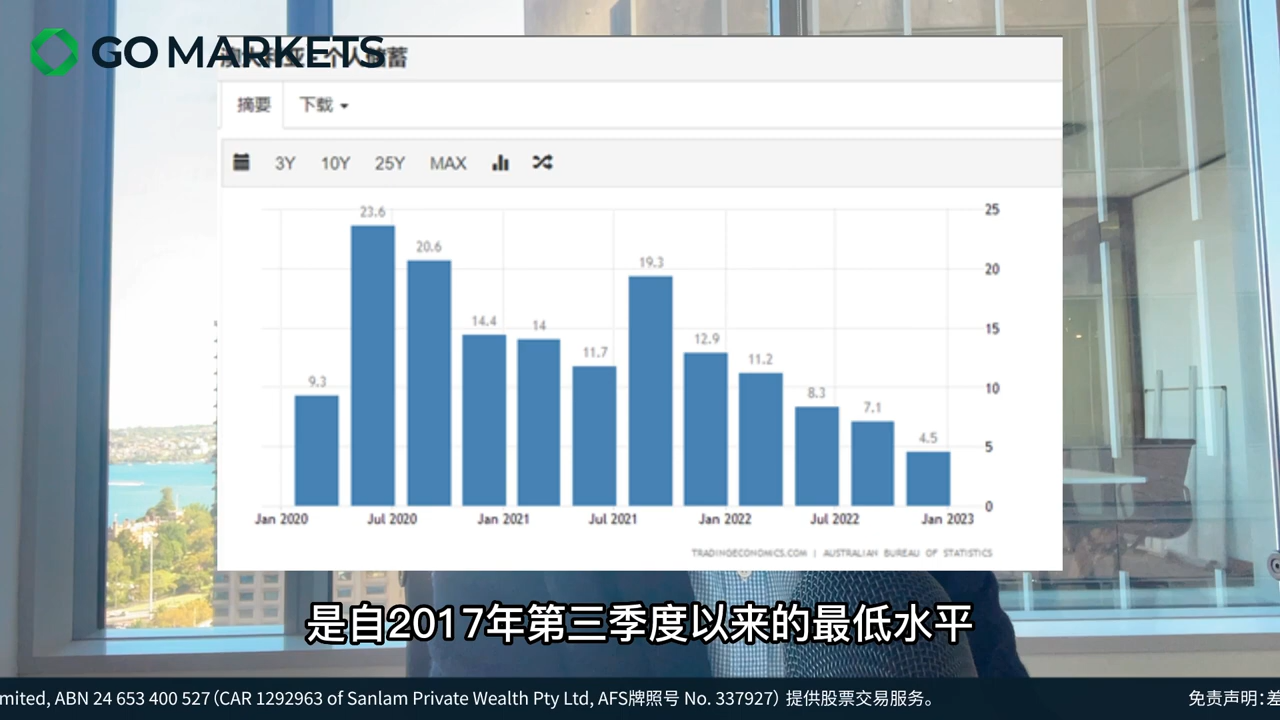 GO MARKETS
个人储蓄
摘要 下载
3Y 10Y 25Y MAX
23.6
20.6
19.3
14.4
14
12.9
11.7
11.2
9.3
8.3
7.1
4.5
25
20
15
10
5
0
Jan 2020 Jul 2020 Jan 2021 Jul 2021 Jan 2022 Jul 2022 Jan 2023
TRADINGECONOMICS.COM | AUSTRALIAN BUREAU OF STATISTICS
是自2017年第三季度以来的最低水平
mited, ABN 24 653 400 527 (CAR 1292963 of Sanlam Private Wealth Pty Ltd, AFS牌照号 No. 337927) 提供股票交易服务。 免责声明:差